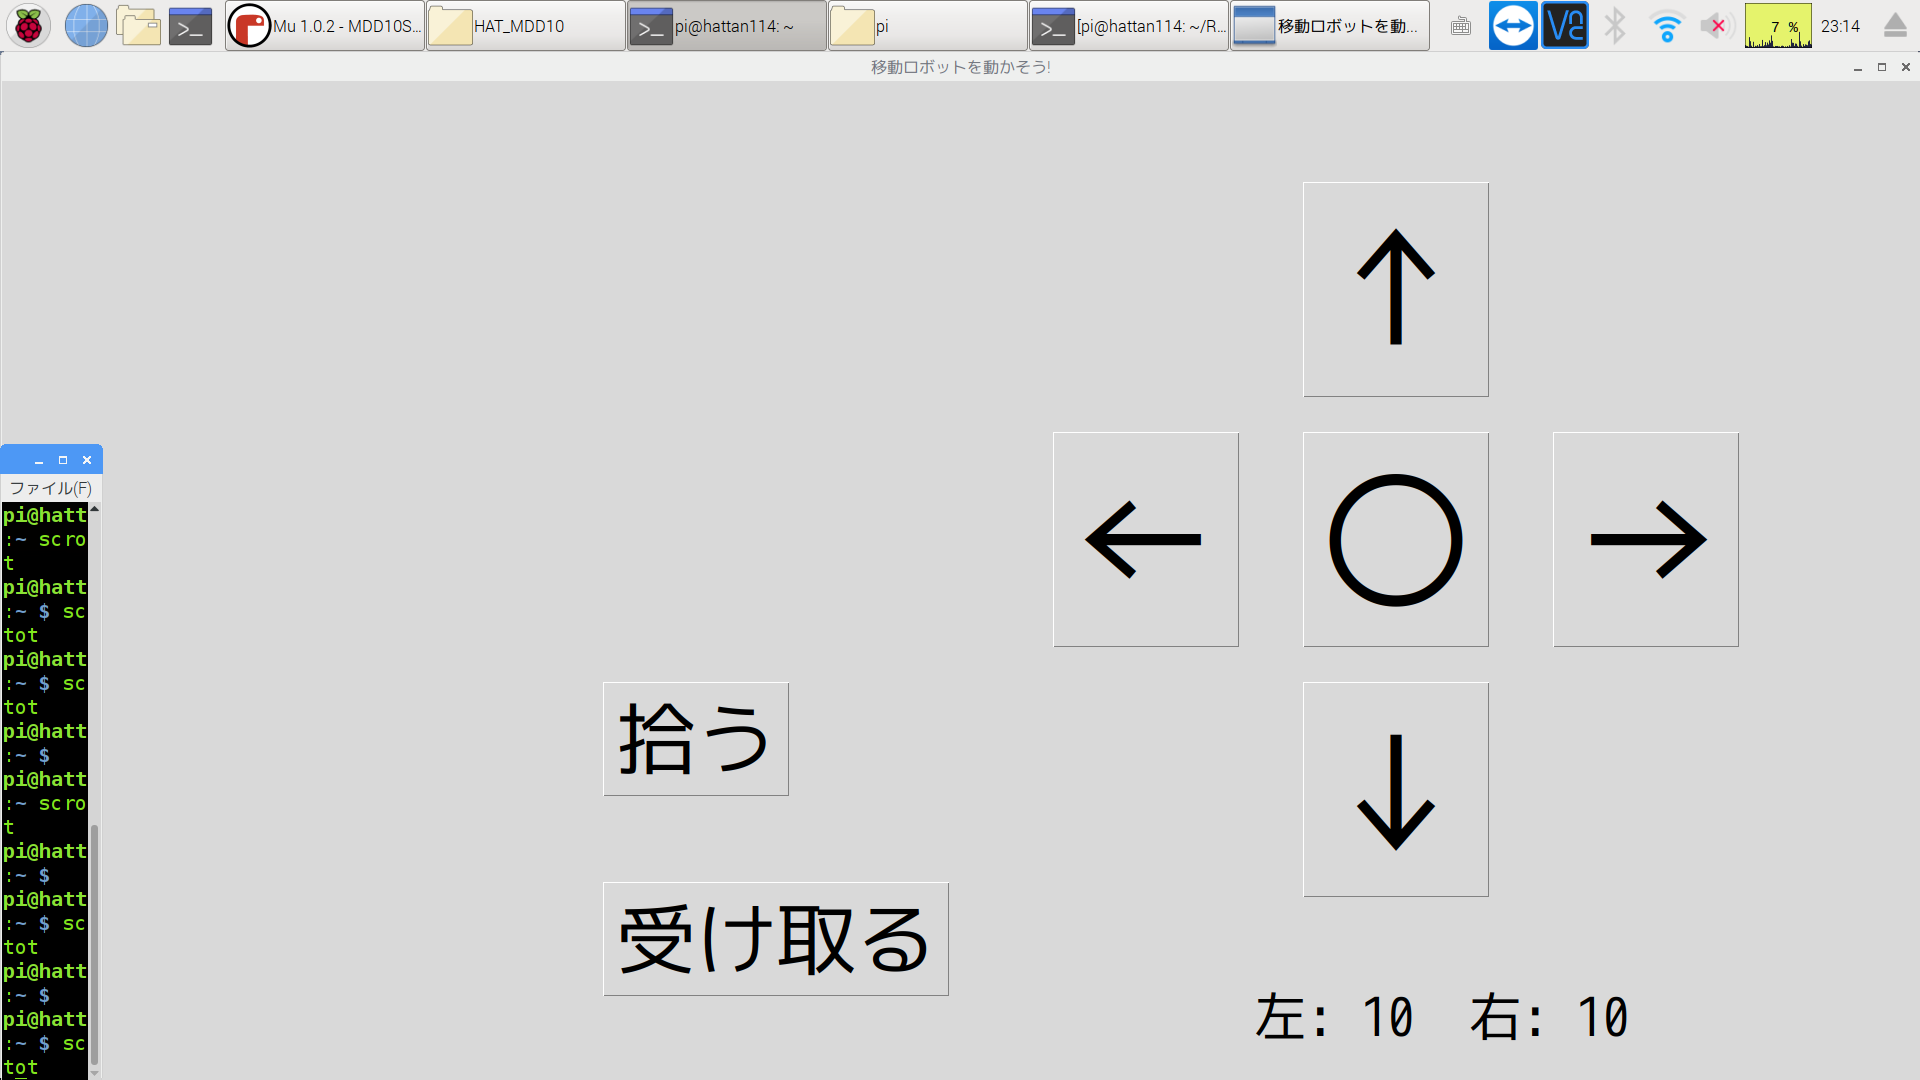 Mu 1.0.2 - MDD10S...
HAT_MDD10
pi@hattan114: ~
pi
[pi@hattan114: ~/R...
移動ロボットを動...
7 %
23:14
移動ロボットを動かそう!
↑
← ○ →
↓
拾う
受け取る
左: 10 右: 10
ファイル(F)
pi@hatt
:~ scro
t
pi@hatt
:~ $ sc
tot
pi@hatt
:~ $ sc
tot
pi@hatt
:~ $
pi@hatt
:~ scro
t
pi@hatt
:~ $
pi@hatt
:~ $ sc
tot
pi@hatt
:~ $
pi@hatt
:~ $ sc
tot